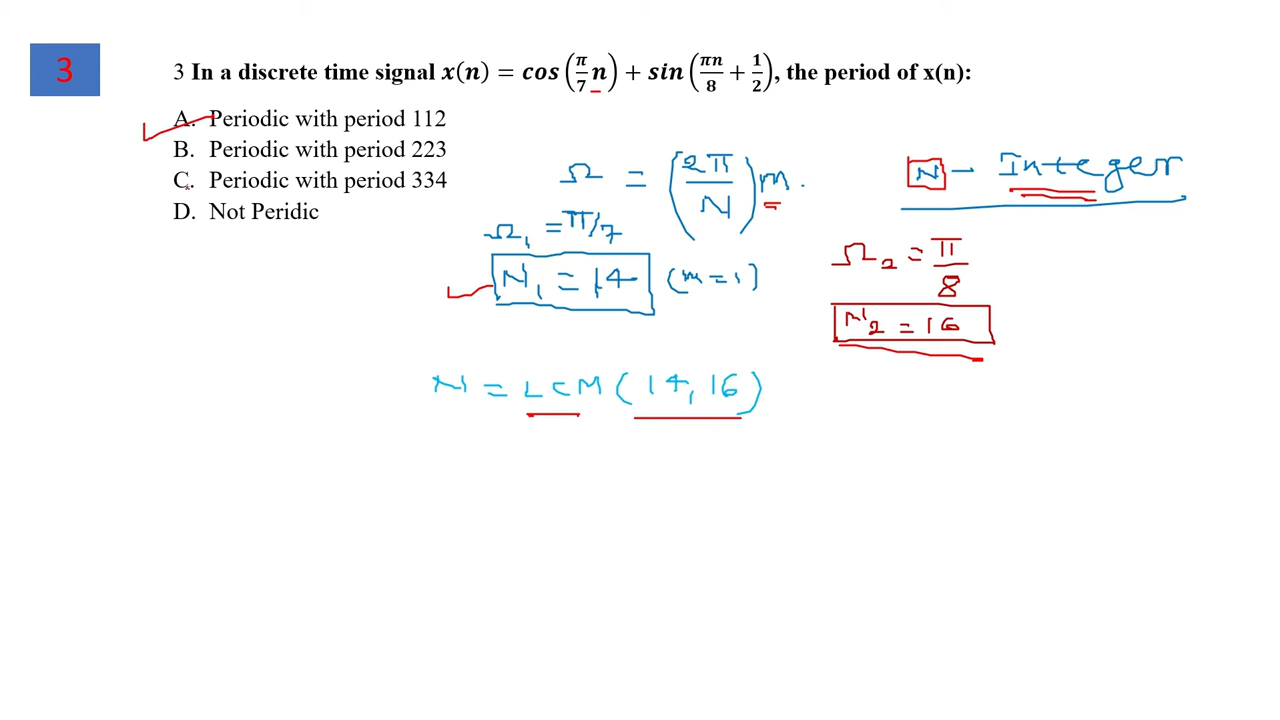 3
3 In a discrete time signal x(n) = cos(π/7 n) + sin(πn/8 + 1/2), the period of x(n):
A. Periodic with period 112
B. Periodic with period 223
C. Periodic with period 334
D. Not Peridic
Ω = (2π/N) m .
N – Integer
Ω₁ = π/7
N₁ = 14 (m = 1)
Ω₂ = π/8
N₂ = 16
N = LCM (14, 16)